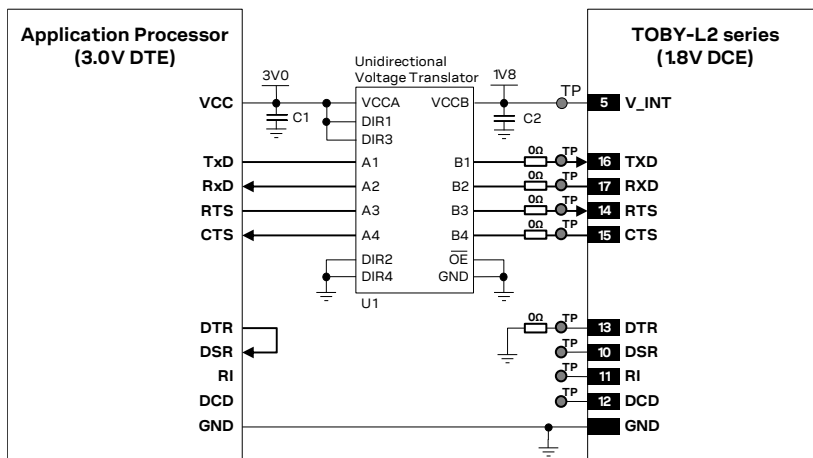 Application Processor
(3.0V DTE)
TOBY-L2 series
(1.8V DCE)
Unidirectional
Voltage Translator
3V0
1V8
TP
VCC
C1
VCCA
VCCB
C2
5
V_INT
DIR1
DIR3
TxD
A1
B1
0Ω
TP
16
TXD
RxD
A2
B2
0Ω
TP
17
RXD
RTS
A3
B3
0Ω
TP
14
RTS
CTS
A4
B4
0Ω
TP
15
CTS
DIR2
OE
DIR4
GND
U1
DTR
0Ω
TP
13
DTR
DSR
TP
10
DSR
RI
TP
11
RI
TP
12
DCD
DCD
GND
GND